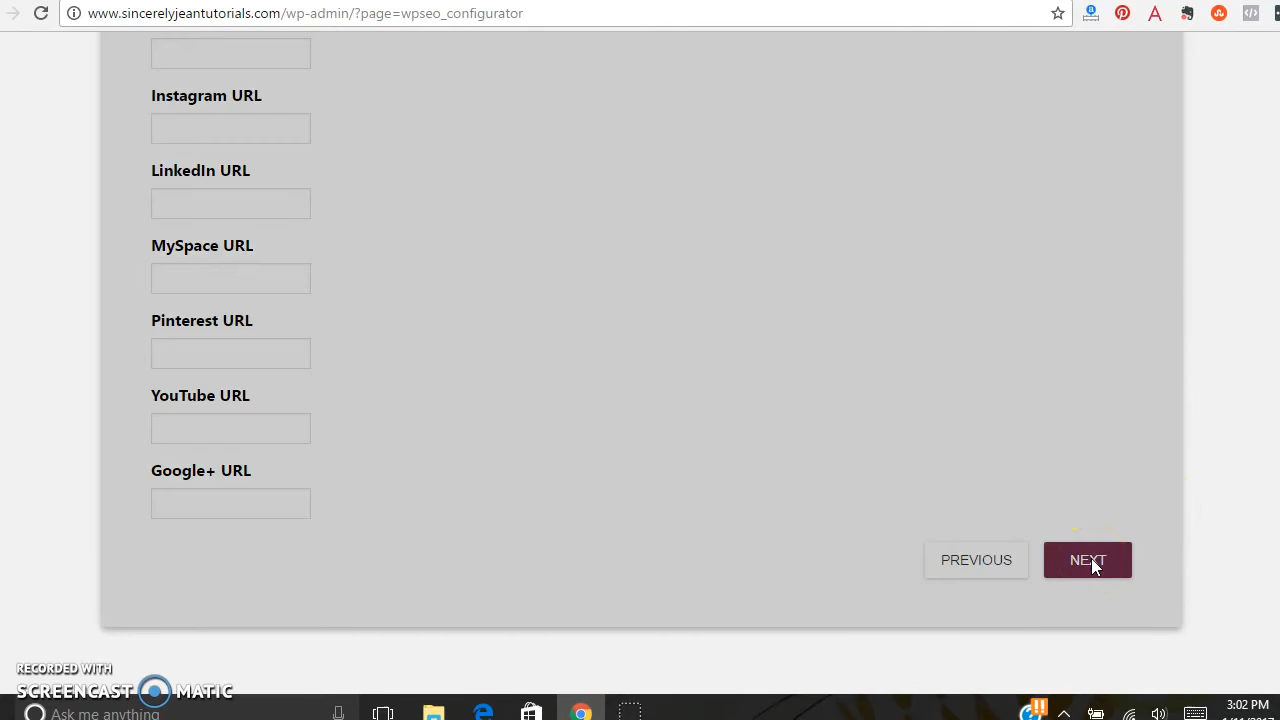 www.sincerelyjeantutorials.com/wp-admin/?page=wpseo_configurator
Instagram URL
LinkedIn URL
MySpace URL
Pinterest URL
YouTube URL
Google+ URL
PREVIOUS
NEXT
RECORDED WITH
SCREENCAST MATIC
Ask me anything
3:02 PM